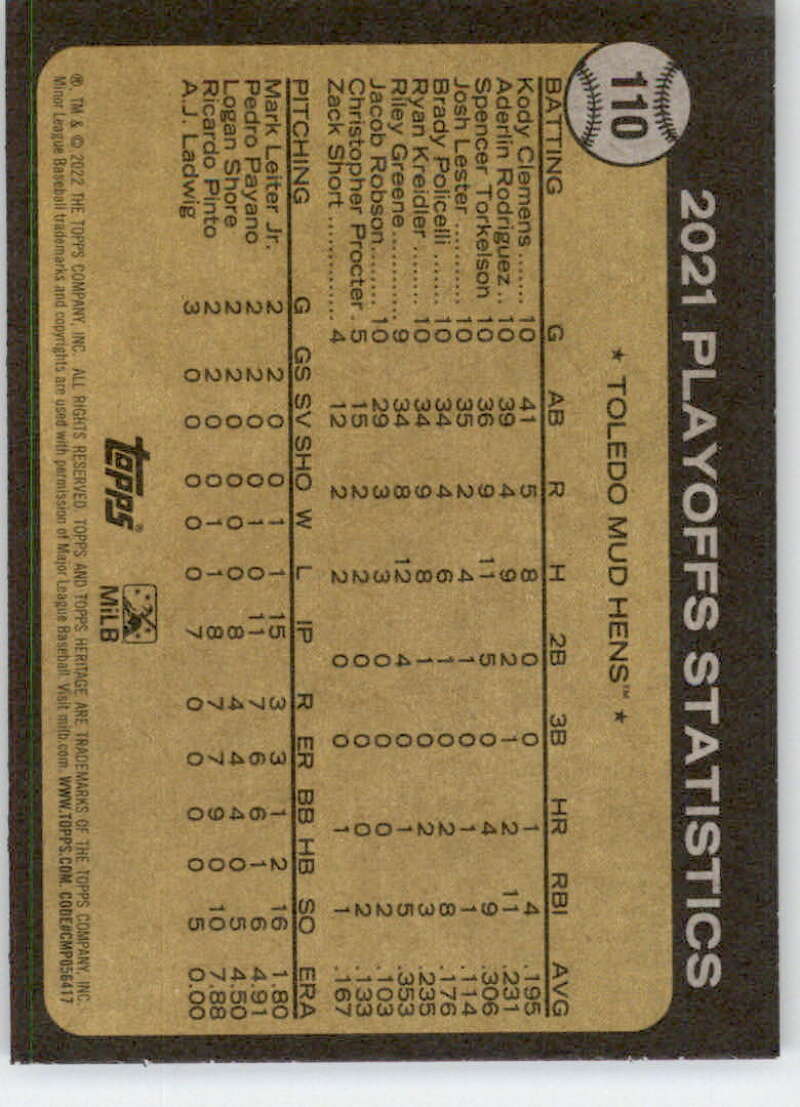 110
2021 PLAYOFFS STATISTICS
★ TOLEDO MUD HENS™ ★
BATTING G AB R H 2B 3B HR RBI AVG
Kody Clemens....... 10 41 5 8 0 0 1 4 .195
Aderlin Rodriguez.. 10 39 4 9 2 1 2 11 .231
Spencer Torkelson 10 36 9 11 5 0 4 9 .306
Josh Lester .......... 10 35 2 4 1 0 1 1 .114
Brady Policelli ...... 10 34 4 6 1 0 2 8 .176
Ryan Kreidler ........ 10 34 9 8 1 0 2 3 .235
Riley Greene........... 9 34 8 12 4 0 1 5 .353
Jacob Robson........ 10 29 3 3 0 0 0 2 .103
Christopher Procter . 5 15 2 2 0 0 0 2 .133
Zack Short .............. 4 12 2 2 0 0 1 1 .167
PITCHING G GS SV SHO W L IP R ER BB HB SO ERA
Mark Leiter Jr. 2 2 0 0 1 1 15 3 3 1 2 16 1.80
Pedro Payano 2 2 0 0 1 0 11 7 6 6 1 6 4.91
Logan Shore 2 2 0 0 0 0 8 4 4 4 0 5 4.50
Ricardo Pinto 2 2 0 0 1 1 8 7 7 9 0 10 7.88
A.J. Ladwig 3 0 0 0 0 0 7 0 0 0 0 5 0.00
topps® MiLB
®, TM & © 2022 THE TOPPS COMPANY, INC. ALL RIGHTS RESERVED. TOPPS AND TOPPS HERITAGE ARE TRADEMARKS OF THE TOPPS COMPANY, INC.
Minor League Baseball trademarks and copyrights are used with permission of Major League Baseball. Visit milb.com. WWW.TOPPS.COM. CODE#CMP056417